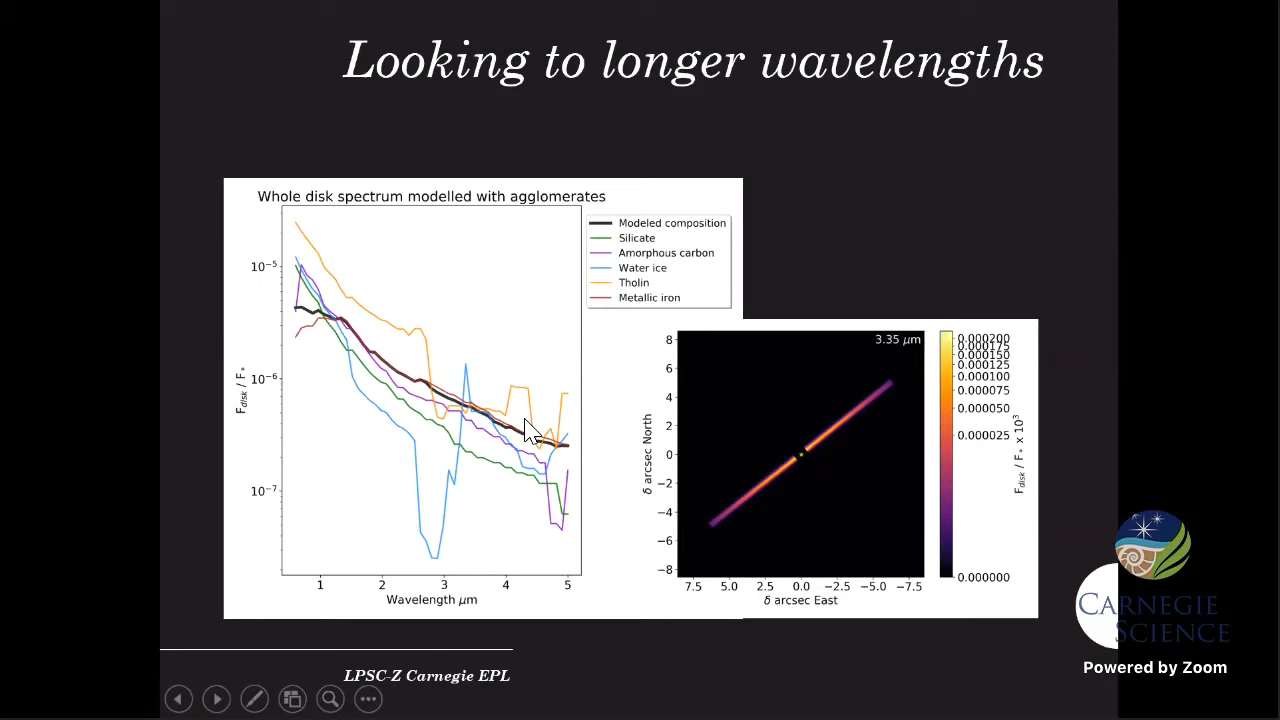 Looking to longer wavelengths
Whole disk spectrum modelled with agglomerates
Modeled composition
Silicate
Amorphous carbon
Water ice
Tholin
Metallic iron
10⁻⁵
10⁻⁶
10⁻⁷
F_disk / F_*
1 2 3 4 5
Wavelength μm
3.35 μm
8
6
4
2
0
−2
−4
−6
−8
δ arcsec North
7.5 5.0 2.5 0.0 −2.5 −5.0 −7.5
δ arcsec East
0.000200
0.000175
0.000150
0.000125
0.000100
0.000075
0.000050
0.000025
0.000000
F_disk / F_* x 10³
CARNEGIE
SCIENCE
Powered by Zoom
LPSC-Z Carnegie EPL